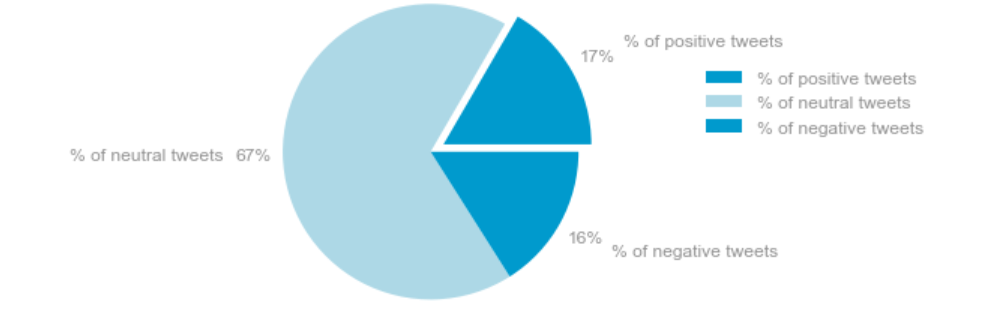 % of positive tweets
17%
% of positive tweets
% of neutral tweets
% of negative tweets
% of neutral tweets 67%
16%
% of negative tweets